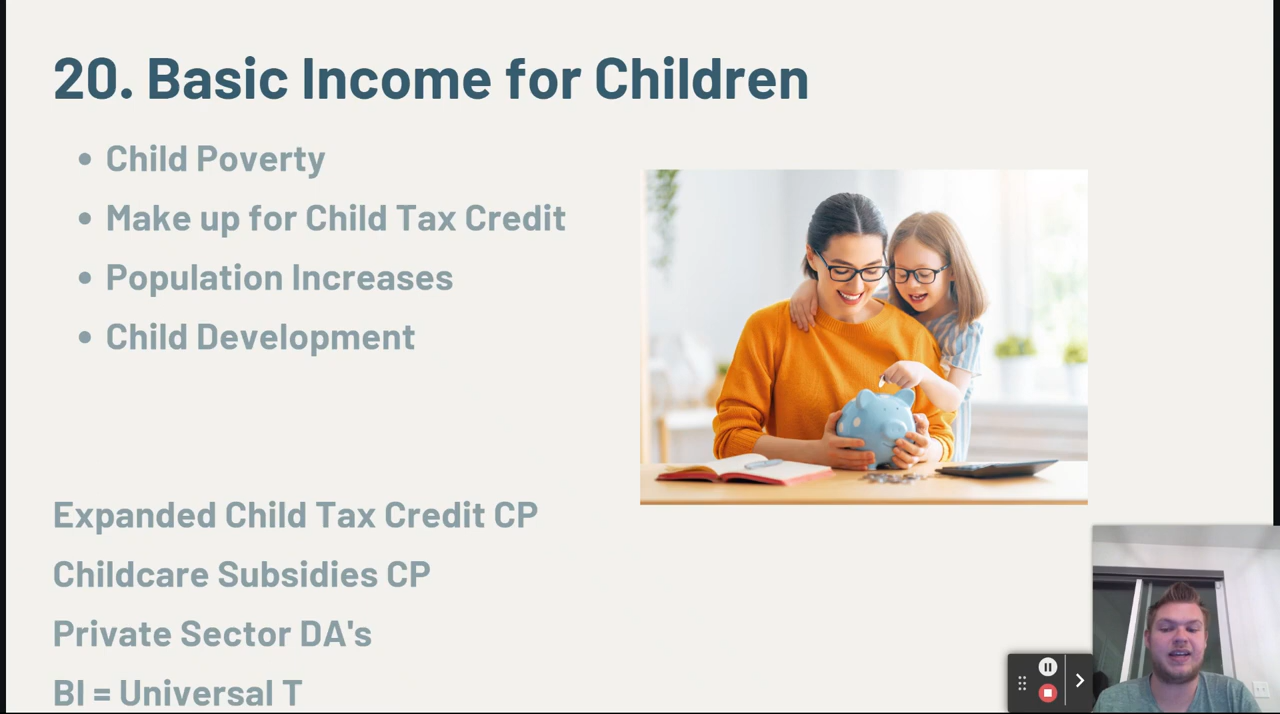 20. Basic Income for Children
Child Poverty
Make up for Child Tax Credit
Population Increases
Child Development
Expanded Child Tax Credit CP
Childcare Subsidies CP
Private Sector DA's
BI = Universal T